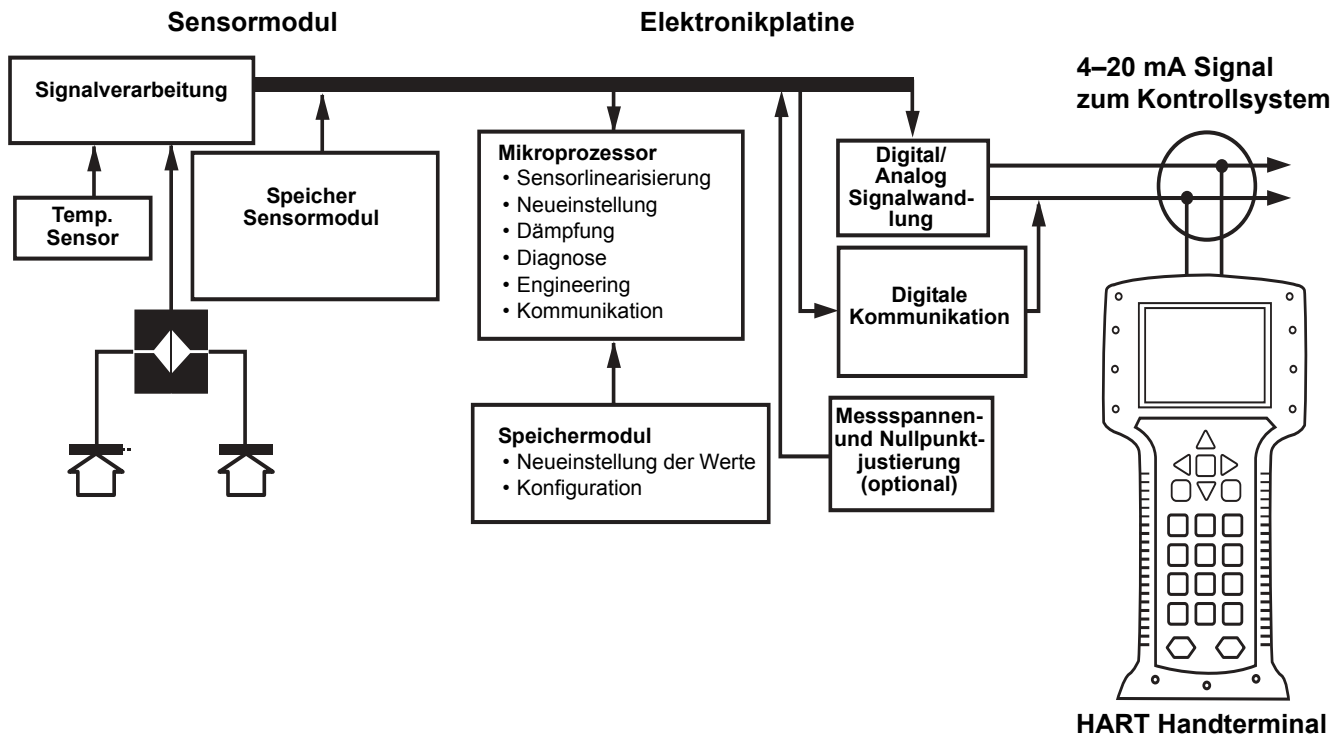 Sensormodul
Elektronikplatine
4–20 mA Signal
zum Kontrollsystem
Signalverarbeitung
Temp.
Sensor
Speicher
Sensormodul
Mikroprozessor
• Sensorlinearisierung
• Neueinstellung
• Dämpfung
• Diagnose
• Engineering
• Kommunikation
Speichermodul
• Neueinstellung der Werte
• Konfiguration
Digital/
Analog
Signalwand-
lung
Digitale
Kommunikation
Messspannen-
und Nullpunkt-
justierung
(optional)
HART Handterminal